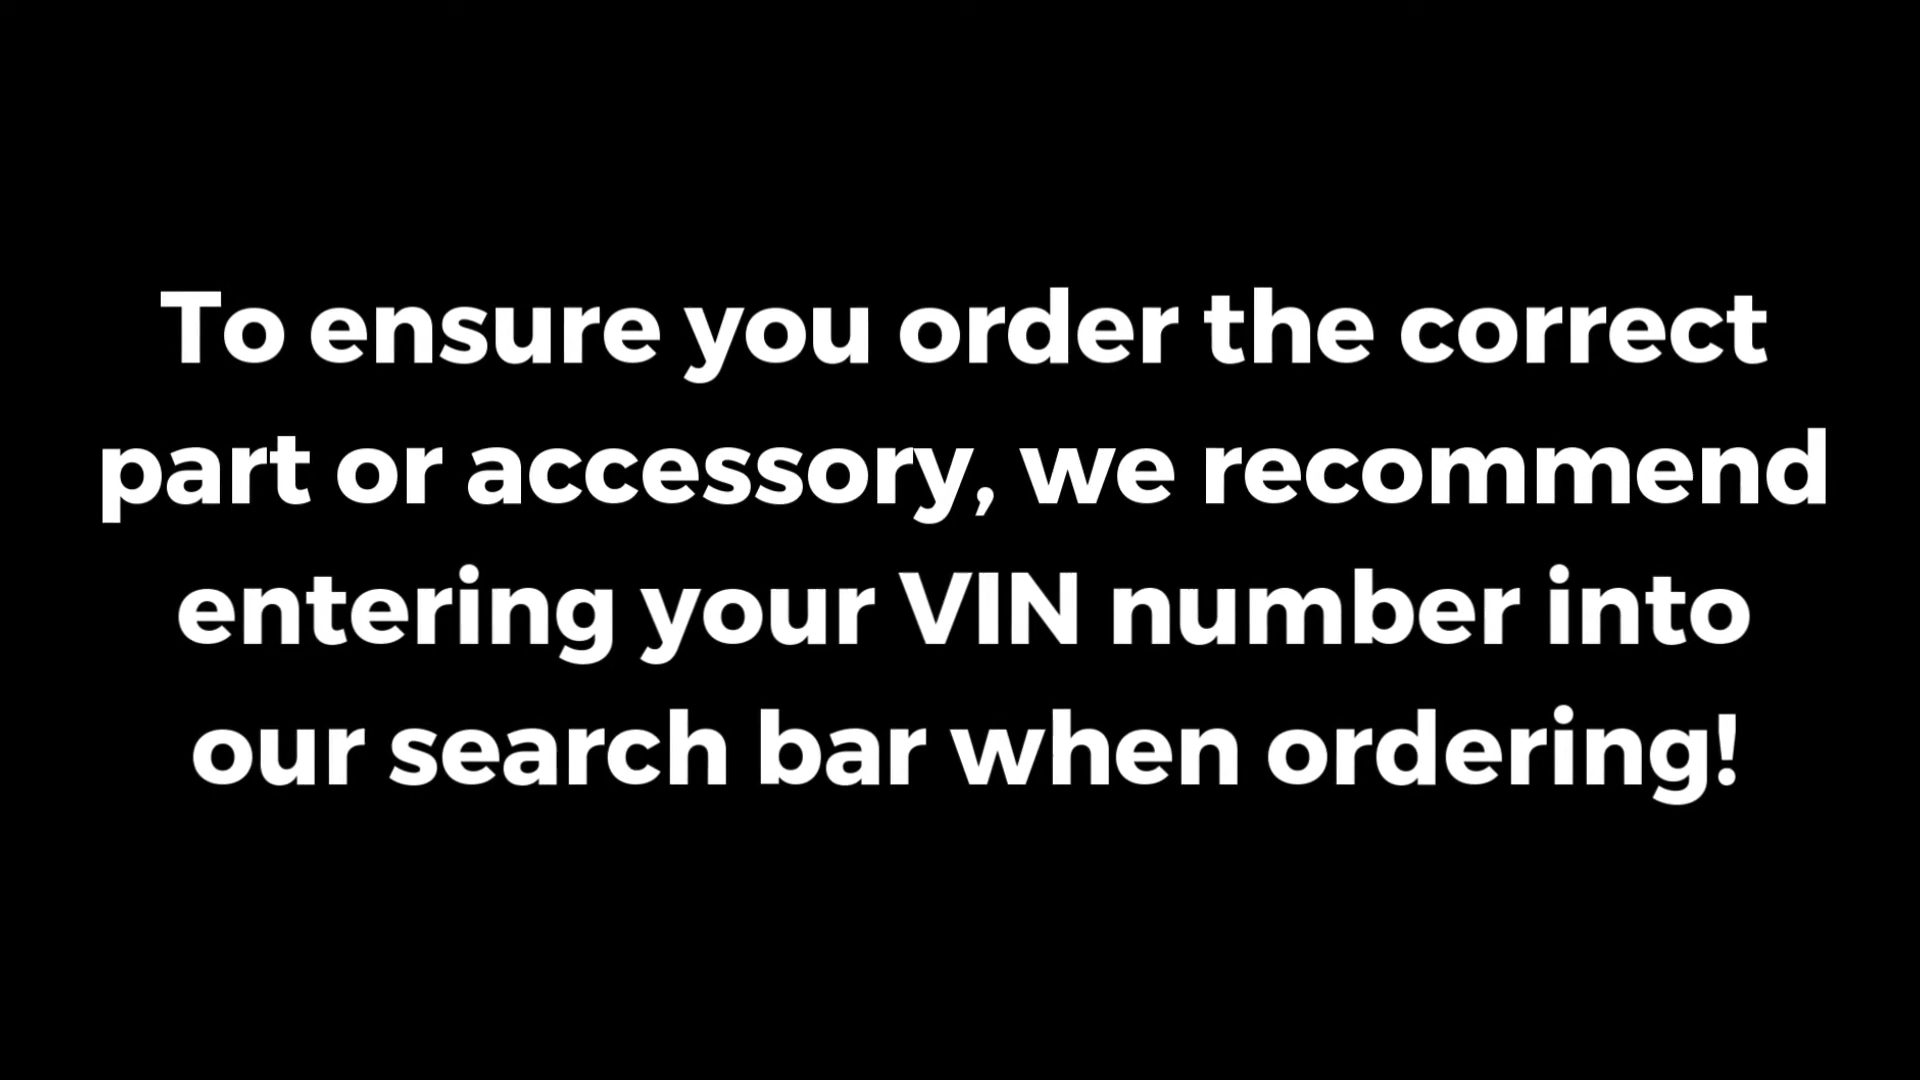 To ensure you order the correct
part or accessory, we recommend
entering your VIN number into
our search bar when ordering!